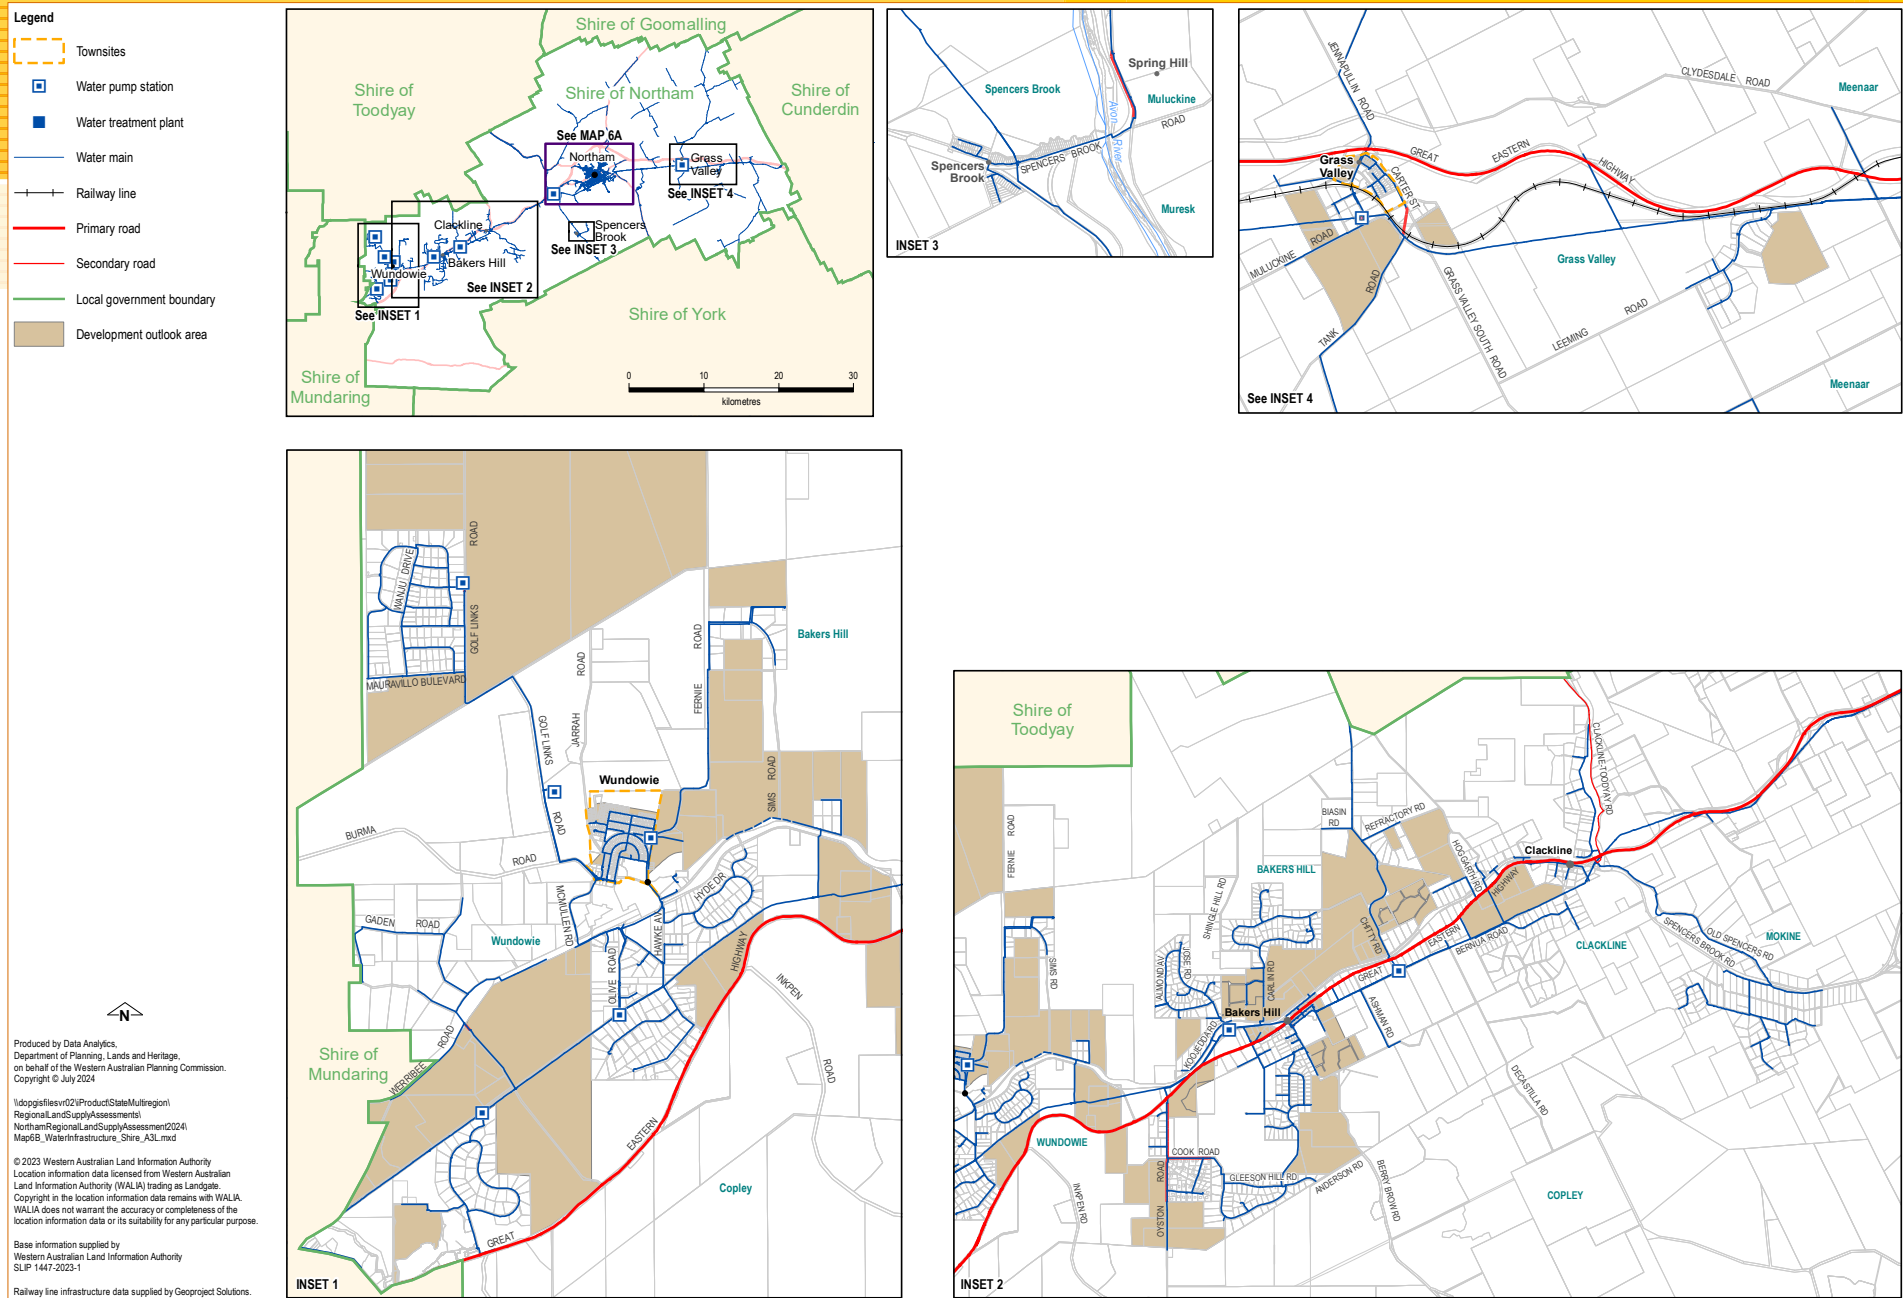 Legend
Townsites
Water pump station
Water treatment plant
Water main
Railway line
Primary road
Secondary road
Local government boundary
Development outlook area
N
Produced by Data Analytics,
Department of Planning, Lands and Heritage,
on behalf of the Western Australian Planning Commission.
Copyright © July 2024
\\dopgisfilesvr02\iProduct\StateMultiregion\
RegionalLandSupplyAssessments\
NorthamRegionalLandSupplyAssessment2024\
Map6B_WaterInfrastructure_Shire_A3L.mxd
© 2023 Western Australian Land Information Authority
Location information data licensed from Western Australian
Land Information Authority (WALIA) trading as Landgate.
Copyright in the location information data remains with WALIA.
WALIA does not warrant the accuracy or completeness of the
location information data or its suitability for any particular purpose.
Base information supplied by
Western Australian Land Information Authority
SLIP 1447-2023-1
Railway line infrastructure data supplied by Geoproject Solutions.
Shire of Goomalling
Shire of
Toodyay
Shire of Northam
Shire of
Cunderdin
See MAP 6A
Northam
Grass
Valley
See INSET 4
Clackline
Spencers
Brook
See INSET 3
Bakers Hill
Wundowie
See INSET 2
See INSET 1
Shire of York
Shire of
Mundaring
0 10 20 30
kilometres
Spring Hill
Spencers Brook
Muluckine
ROAD
Avon
River
SPENCERS BROOK
Spencers
Brook
Muresk
INSET 3
JENNAPULLIN ROAD
CLYDESDALE ROAD
Meenaar
GREAT EASTERN HIGHWAY
Grass
Valley
CARTER ST
MULUCKINE ROAD
Grass Valley
TANK ROAD
GRASS VALLEY SOUTH ROAD
LEEMING ROAD
Meenaar
See INSET 4
WANJU DRIVE
GOLF LINKS ROAD
MAURAVILLO BULEVARD
GOLF LINKS ROAD
JARRAH ROAD
FERNIE ROAD
Bakers Hill
SIMS ROAD
Wundowie
BURMA ROAD
MCMULLEN RD
HYDE DR
HAWKE AV
GADEN ROAD
Wundowie
OLIVE ROAD
INKPEN ROAD
WERRIBEE ROAD
Shire of
Mundaring
GREAT EASTERN HIGHWAY
Copley
INSET 1
Shire of
Toodyay
FERNIE ROAD
SIMS RD
BIASIN
RD
REFRACTORY RD
HOGGARTH RD
CLACKLINE-TOODYAY RD
Clackline
BAKERS HILL
SHINGLE HILL RD
JOSE RD
ALMOND AV
CARLIN RD
CHITTY RD
GREAT EASTERN HIGHWAY
BERNUA ROAD
CLACKLINE
OLD SPENCERS RD
SPENCERS BROOK RD
MOKINE
Bakers Hill
KOOJEDDA RD
ASHMAN RD
DECASTILLA RD
WUNDOWIE
COOK ROAD
GLEESON HILL RD
ANDERSON RD
BERRY BROW RD
INKPEN RD
OYSTON ROAD
COPLEY
INSET 2